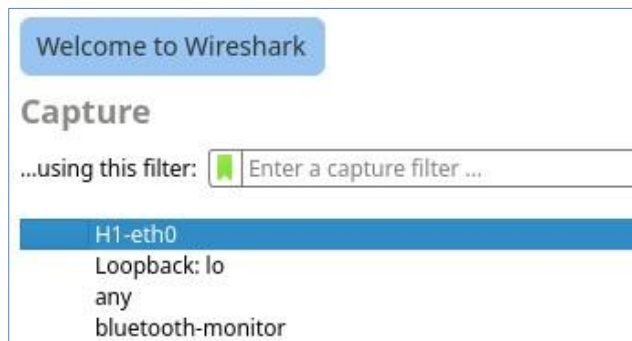 Welcome to Wireshark
Capture
...using this filter: Enter a capture filter ...
H1-eth0
Loopback: lo
any
bluetooth-monitor